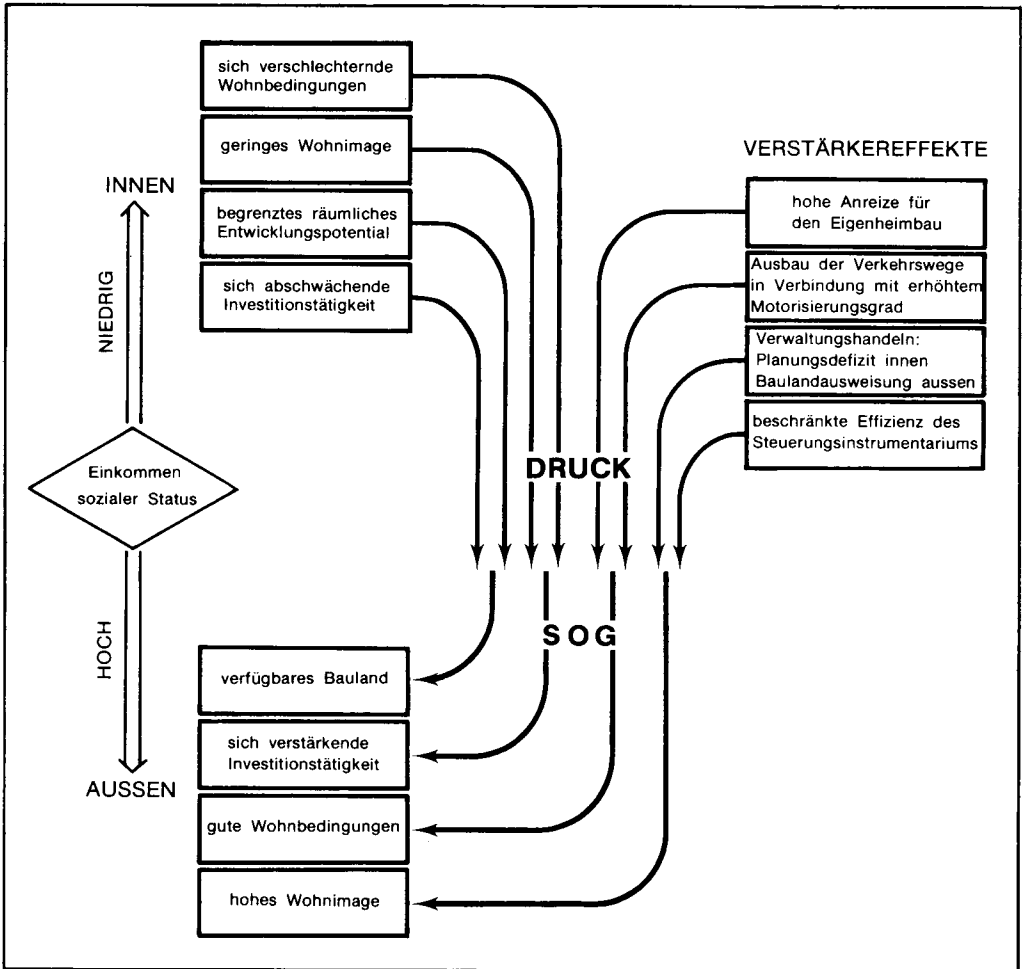 sich verschlechternde
Wohnbedingungen
geringes Wohnimage
begrenztes räumliches
Entwicklungspotential
sich abschwächende
Investitionstätigkeit
INNEN
NIEDRIG
Einkommen
sozialer Status
HOCH
AUSSEN
VERSTÄRKEREFFEKTE
hohe Anreize für
den Eigenheimbau
Ausbau der Verkehrswege
in Verbindung mit erhöhtem
Motorisierungsgrad
Verwaltungshandeln:
Planungsdefizit innen
Baulandausweisung aussen
beschränkte Effizienz des
Steuerungsinstrumentariums
DRUCK
SOG
verfügbares Bauland
sich verstärkende
Investitionstätigkeit
gute Wohnbedingungen
hohes Wohnimage